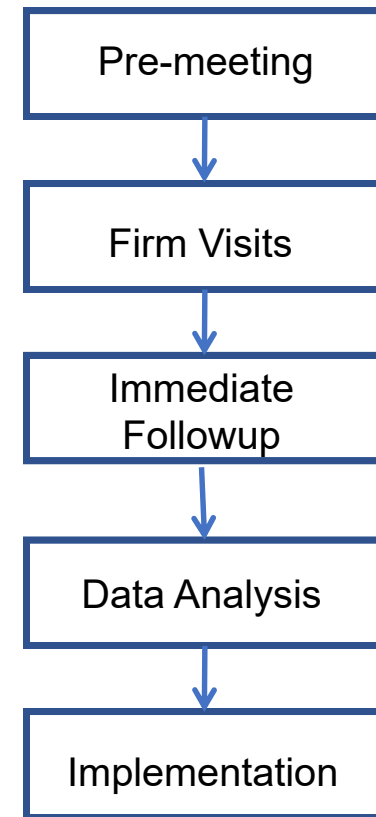 Pre-meeting
Firm Visits
Immediate
Followup
Data Analysis
Implementation